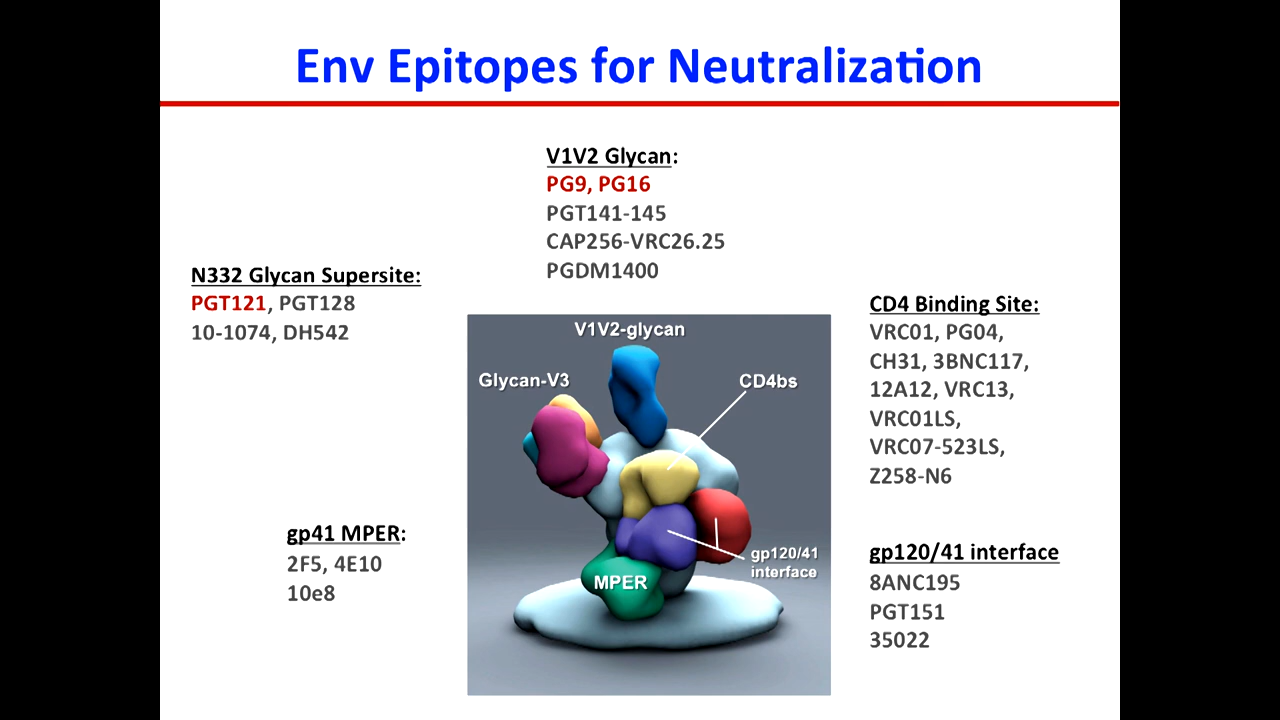 Env Epitopes for Neutralization
V1V2 Glycan:
PG9, PG16
PGT141-145
CAP256-VRC26.25
PGDM1400
N332 Glycan Supersite:
PGT121, PGT128
10-1074, DH542
CD4 Binding Site:
VRC01, PG04,
CH31, 3BNC117,
12A12, VRC13,
VRC01LS,
VRC07-523LS,
Z258-N6
V1V2-glycan
Glycan-V3
CD4bs
gp120/41
interface
MPER
gp41 MPER:
2F5, 4E10
10e8
gp120/41 interface
8ANC195
PGT151
35022